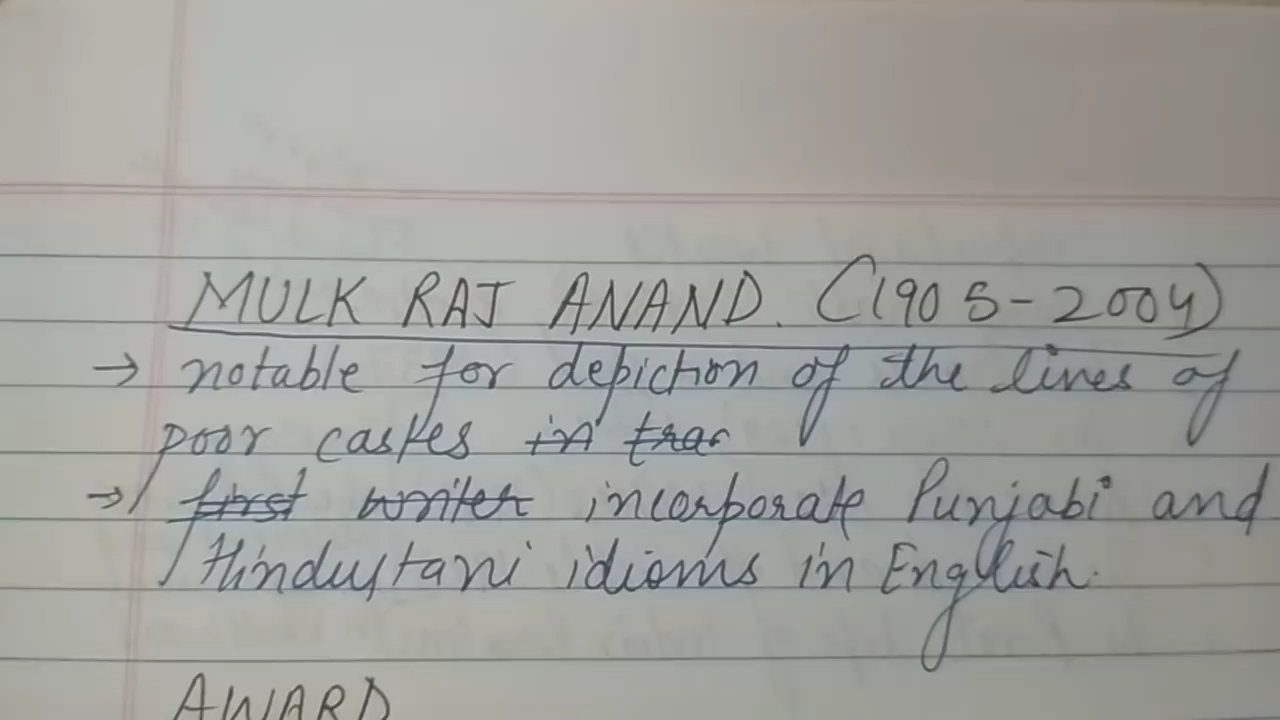 MULK RAJ ANAND. (1905-2004)
→ notable for depiction of the lives of
poor castes in trad
→ first writer incorporate Punjabi and
Hindustani idioms in English.
AWARD